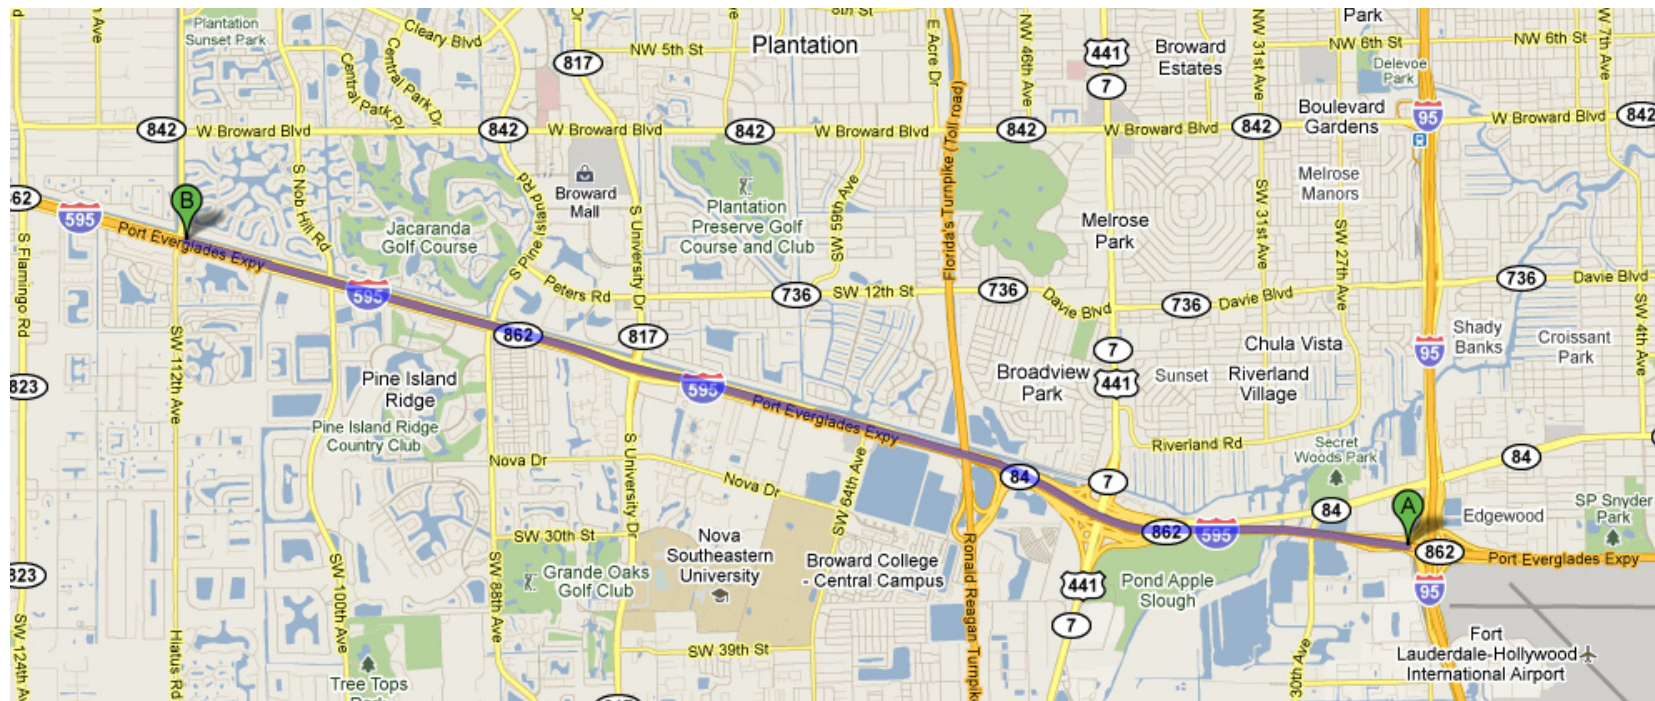 Plantation
Sunset Park
Cleary Blvd
Central Park Dr
Central Park Pl
817
NW 5th St
Plantation
E Acre Dr
NW 46th Ave
441
7
Broward
Estates
NW 31st Ave
Park
NW 6th St
Delevoe
Park
NW 6th St
W 7th Ave
842
W Broward Blvd
842
W Broward Blvd
842
W Broward Blvd
842
W Broward Blvd
842
Boulevard
Gardens
95
W Broward Blvd
842
62
595
B
Port Everglades Expy
S Nob Hill Rd
Jacaranda
Golf Course
S Pine Island Rd
Broward
Mall
S University Dr
Plantation
Preserve Golf
Course and Club
SW 59th Ave
Florida's Turnpike (Toll road)
Melrose
Park
SW 31st Ave
Melrose
Manors
SW 27th Ave
S Flamingo Rd
595
Peters Rd
736
SW 12th St
736
Davie Blvd
736
Davie Blvd
736
Davie Blvd
SW 4th Ave
SW 112th Ave
862
817
7
441
Broadview
Park
Sunset
Chula Vista
Riverland
Village
95
Shady
Banks
Croissant
Park
823
Pine Island
Ridge
Pine Island Ridge
Country Club
595
Port Everglades Expy
S University Dr
Nova Dr
Nova Dr
SW 64th Ave
Riverland Rd
Secret
Woods Park
84
84
7
84
A
Edgewood
SP Snyder
Park
SW 30th St
Nova
Southeastern
University
Broward College
- Central Campus
862
595
862
Port Everglades Expy
823
SW 100th Ave
SW 88th Ave
Grande Oaks
Golf Club
Ronald Reagan Turnpike
441
7
Pond Apple
Slough
95
SW 124th Av
Hiatus Rd
Tree Tops
SW 39th St
30th Ave
Fort
Lauderdale-Hollywood
International Airport